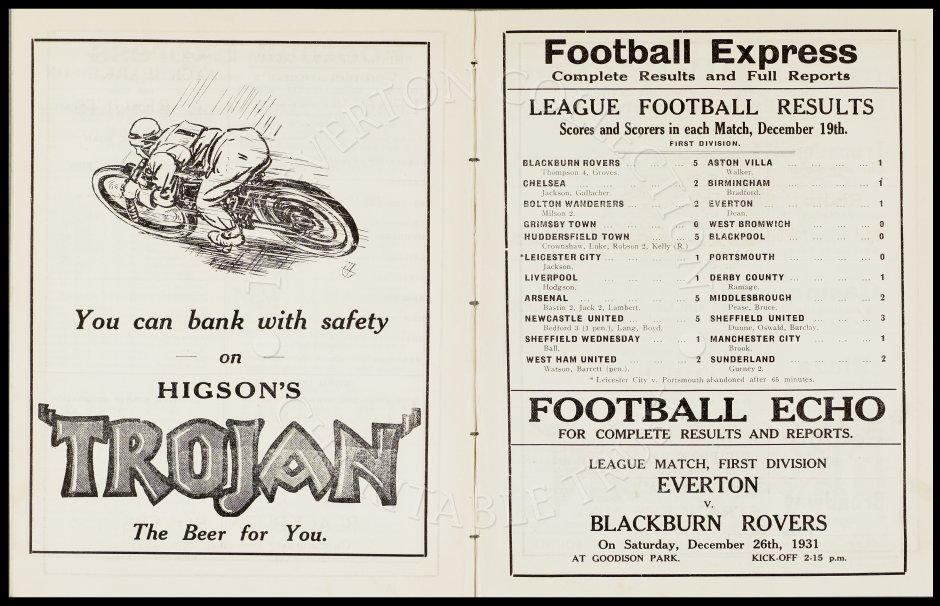 You can bank with safety
on
HIGSON'S
"TROJAN"
The Beer for You.
Football Express
Complete Results and Full Reports
LEAGUE FOOTBALL RESULTS
Scores and Scorers in each Match, December 19th.
FIRST DIVISION.
BLACKBURN ROVERS ... 5 ASTON VILLA ... ... ... 1
Thompson 4, Groves. Walker.
CHELSEA ... ... ... ... 2 BIRMINGHAM ... ... ... 1
Jackson, Gallacher. Bradford.
BOLTON WANDERERS ... ... 2 EVERTON ... ... ... ... 1
Milson 2. Dean.
GRIMSBY TOWN ... ... ... 0 WEST BROMWICH ... ... 0
HUDDERSFIELD TOWN ... 5 BLACKPOOL ... ... ... 0
Crownshaw, Luke, Robson 2, Kelly (R.)
*LEICESTER CITY ... ... ... 1 PORTSMOUTH ... ... ... 0
Jackson.
LIVERPOOL ... ... ... ... 1 DERBY COUNTY ... ... ... 1
Hodgson. Ramage.
ARSENAL ... ... ... ... 5 MIDDLESBROUGH ... ... 2
Bastin 2, Jack 2, Lambert. Pease, Bruce.
NEWCASTLE UNITED ... ... 5 SHEFFIELD UNITED ... ... 3
Bedford 3 (1 pen.), Lang, Boyd. Dunne, Oswald, Barclay.
SHEFFIELD WEDNESDAY ... 1 MANCHESTER CITY ... ... 1
Ball. Brook.
WEST HAM UNITED ... ... 2 SUNDERLAND ... ... ... 2
Watson, Barrett (pen.). Gurney 2.
* Leicester City v. Portsmouth abandoned after 65 minutes.
FOOTBALL ECHO
FOR COMPLETE RESULTS AND REPORTS.
LEAGUE MATCH, FIRST DIVISION
EVERTON
v.
BLACKBURN ROVERS
On Saturday, December 26th, 1931
AT GOODISON PARK. KICK-OFF 2-15 p.m.
EVERTON COLLECTION
CHARITABLE TRUST